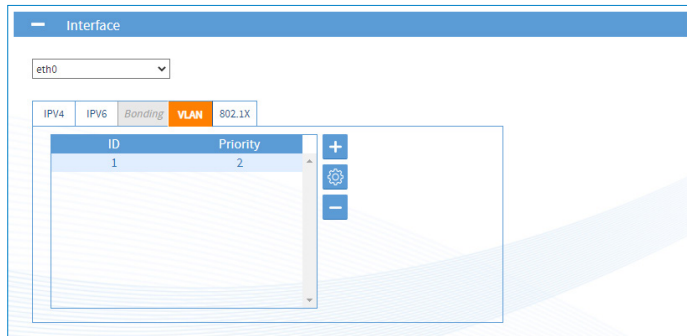 Interface
eth0
IPV4 IPV6 Bonding VLAN 802.1X
ID Priority
1 2